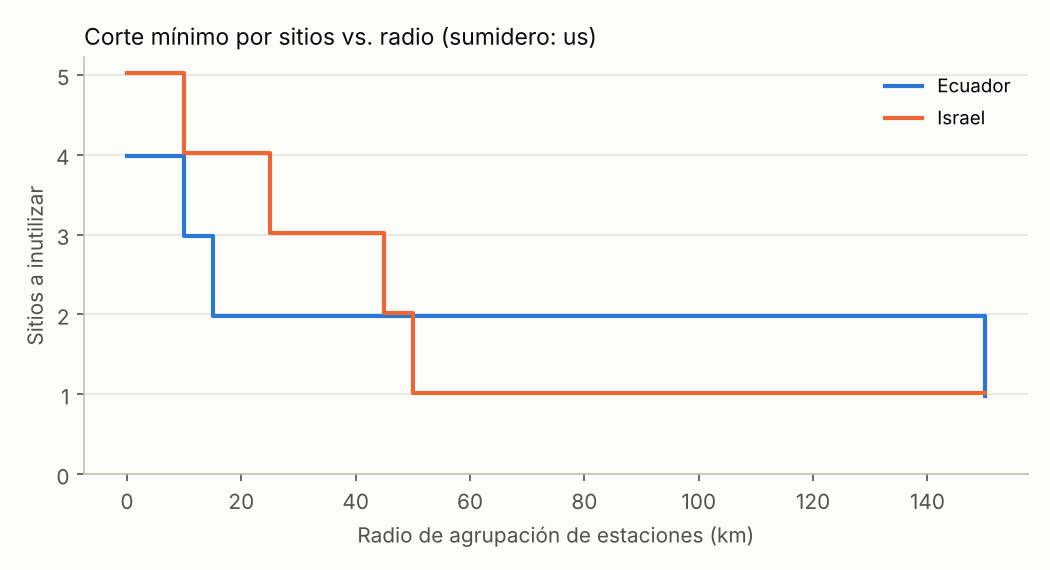 Corte mínimo por sitios vs. radio (sumidero: us)
Ecuador
Israel
Sitios a inutilizar
5
4
3
2
1
0
0 20 40 60 80 100 120 140
Radio de agrupación de estaciones (km)